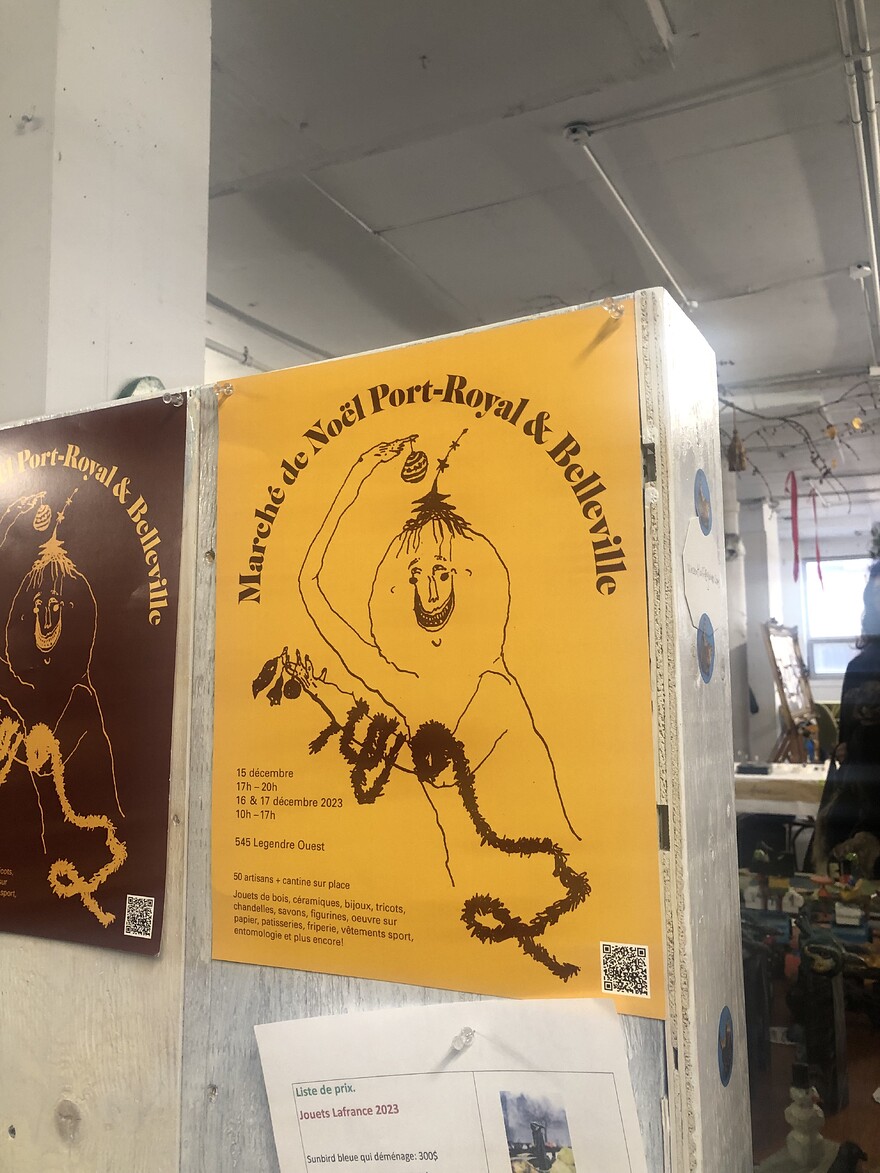 el Port-Royal & Belleville
Marché de Noël Port-Royal & Belleville
15 décembre
17h – 20h
16 & 17 décembre 2023
10h – 17h
545 Legendre Ouest
50 artisans + cantine sur place
Jouets de bois, céramiques, bijoux, tricots,
chandelles, savons, figurines, oeuvre sur
papier, patisseries, friperie, vêtements sport,
entomologie et plus encore!
Liste de prix.
Jouets Lafrance 2023
Sunbird bleue qui déménage: 300$